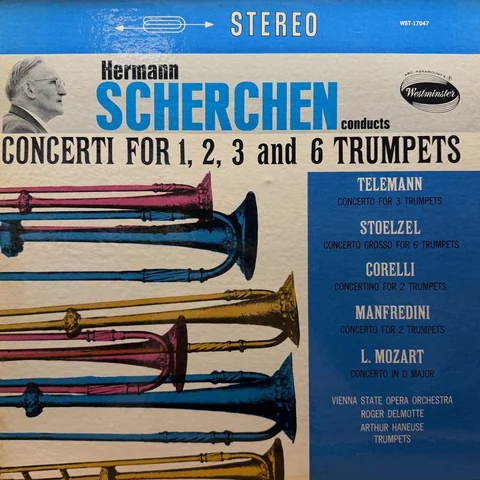 STEREO
WST-17047
Hermann
SCHERCHEN
conducts
ABC PARAMOUNT'S
Westminster
CONCERTI FOR 1, 2, 3 and 6 TRUMPETS
TELEMANN
CONCERTO FOR 3 TRUMPETS
STOELZEL
CONCERTO GROSSO FOR 6 TRUMPETS
CORELLI
CONCERTINO FOR 2 TRUMPETS
MANFREDINI
CONCERTO FOR 2 TRUMPETS
L. MOZART
CONCERTO IN D MAJOR
VIENNA STATE OPERA ORCHESTRA
ROGER DELMOTTE
ARTHUR HANEUSE
TRUMPETS